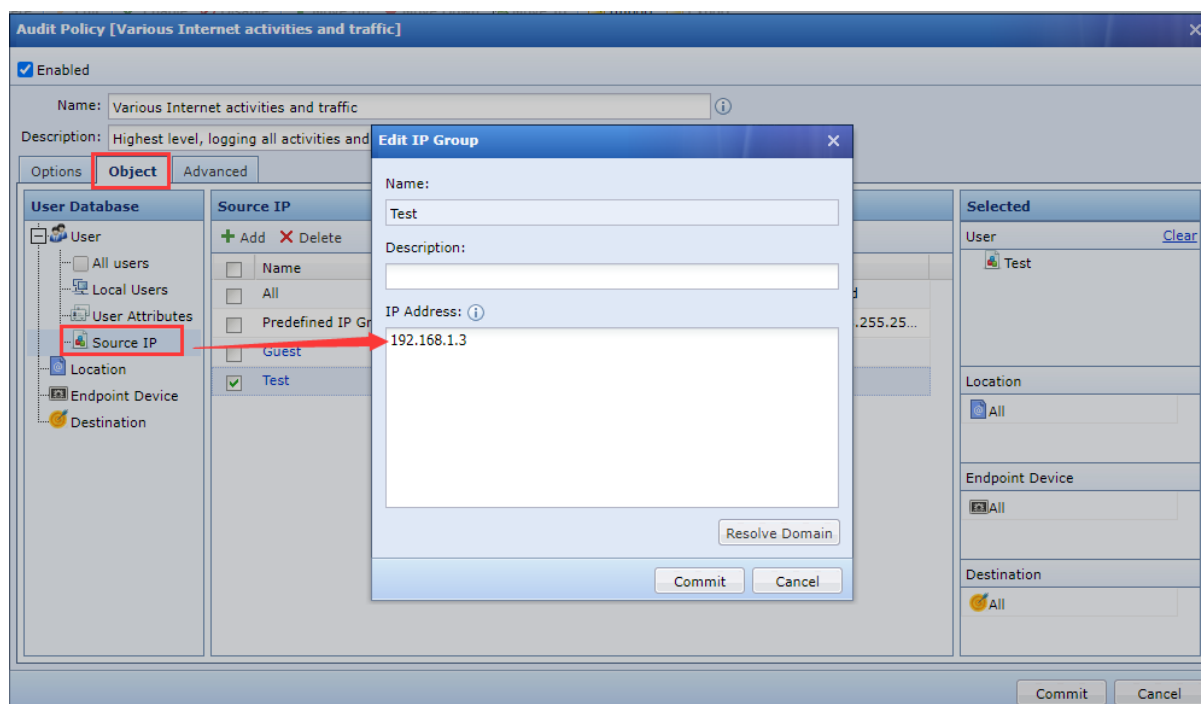 Audit Policy [Various Internet activities and traffic]
Enabled
Name: Various Internet activities and traffic
Description: Highest level, logging all activities and
Options Object Advanced
Edit IP Group
Name:
Test
Description:
IP Address:
192.168.1.3
Resolve Domain
Commit Cancel
User Database
User
All users
Local Users
User Attributes
Source IP
Location
Endpoint Device
Destination
Source IP
Add Delete
Name
All
Predefined IP Gr
.255.25...
Guest
Test
Selected
User Clear
Test
Location
All
Endpoint Device
All
Destination
All
Commit Cancel